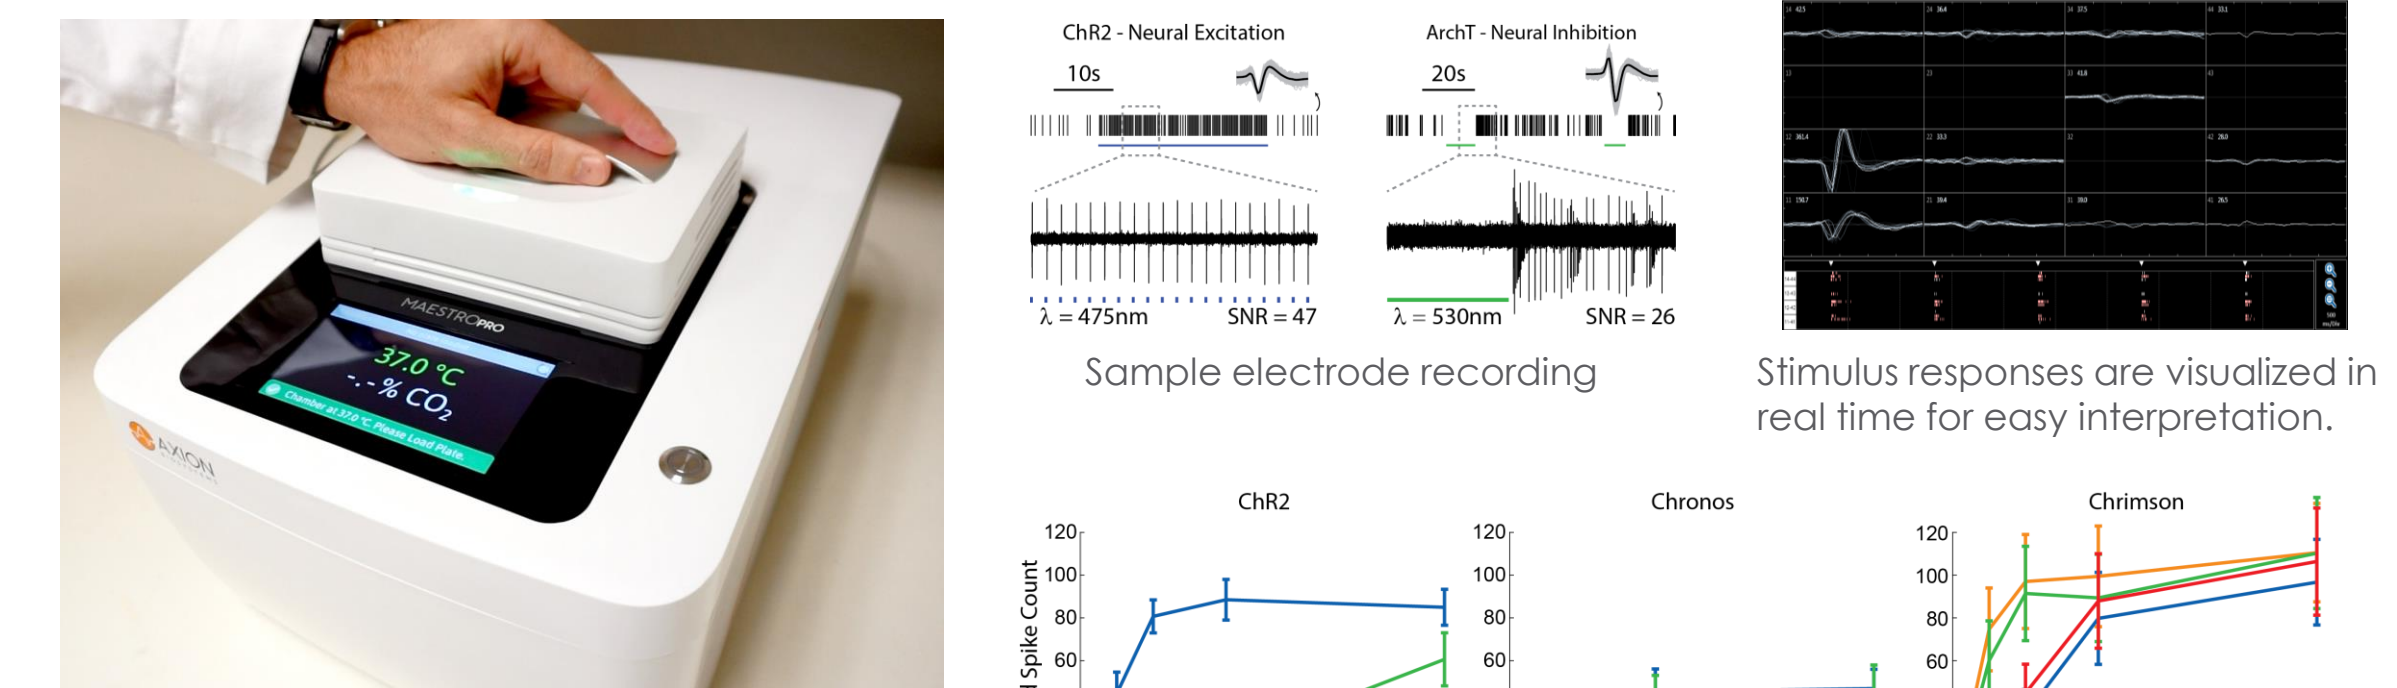 MAESTROPRO
37.0 °C
-.-% CO2
Chamber at 37.0 °C. Please Load Plate.
AXION
ChR2 - Neural Excitation
10s
λ = 475nm
SNR = 47
ArchT - Neural Inhibition
20s
λ = 530nm
SNR = 26
Sample electrode recording
Stimulus responses are visualized in
real time for easy interpretation.
ChR2
Spike Count
120
100
80
60
Chronos
120
100
80
60
Chrimson
120
100
80
60